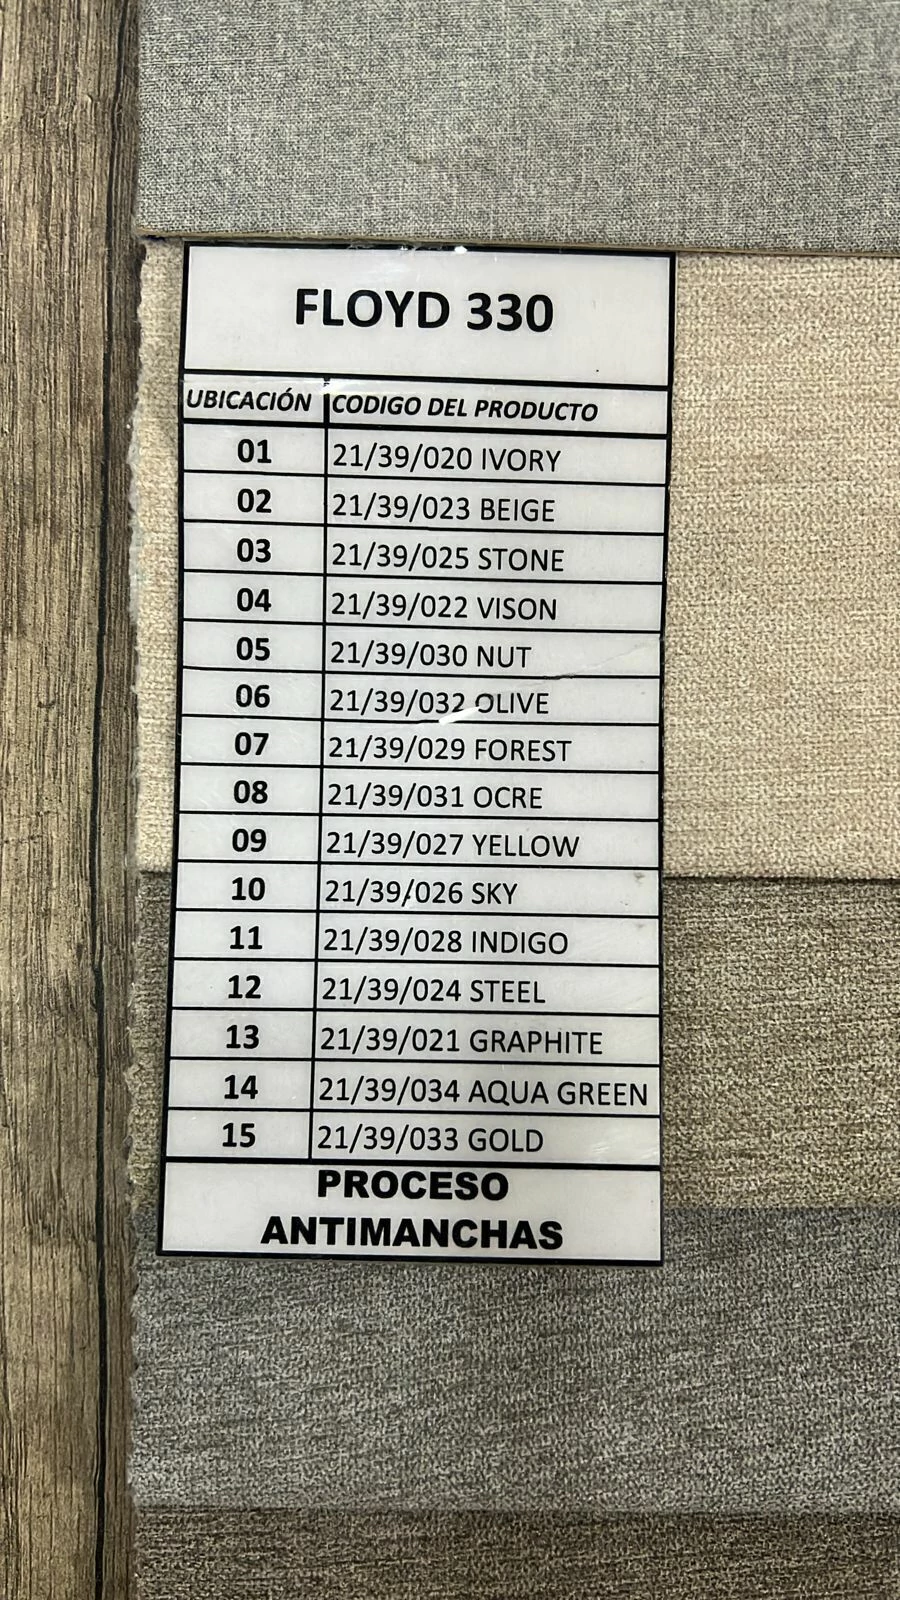 FLOYD 330
UBICACIÓN CODIGO DEL PRODUCTO
01 21/39/020 IVORY
02 21/39/023 BEIGE
03 21/39/025 STONE
04 21/39/022 VISON
05 21/39/030 NUT
06 21/39/032 OLIVE
07 21/39/029 FOREST
08 21/39/031 OCRE
09 21/39/027 YELLOW
10 21/39/026 SKY
11 21/39/028 INDIGO
12 21/39/024 STEEL
13 21/39/021 GRAPHITE
14 21/39/034 AQUA GREEN
15 21/39/033 GOLD
PROCESO
ANTIMANCHAS